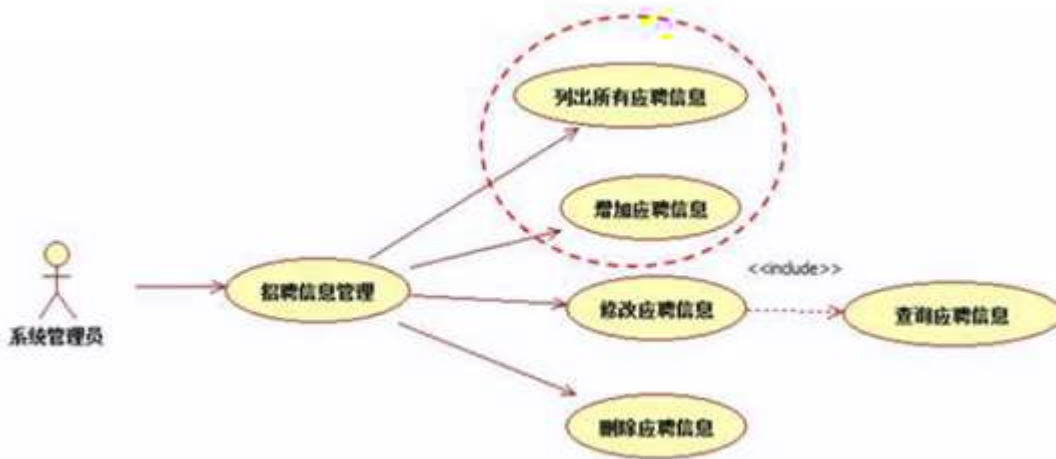 列出所有应聘信息
增加应聘信息
<<include>>
系统管理员
招聘信息管理
修改应聘信息
查询应聘信息
删除应聘信息